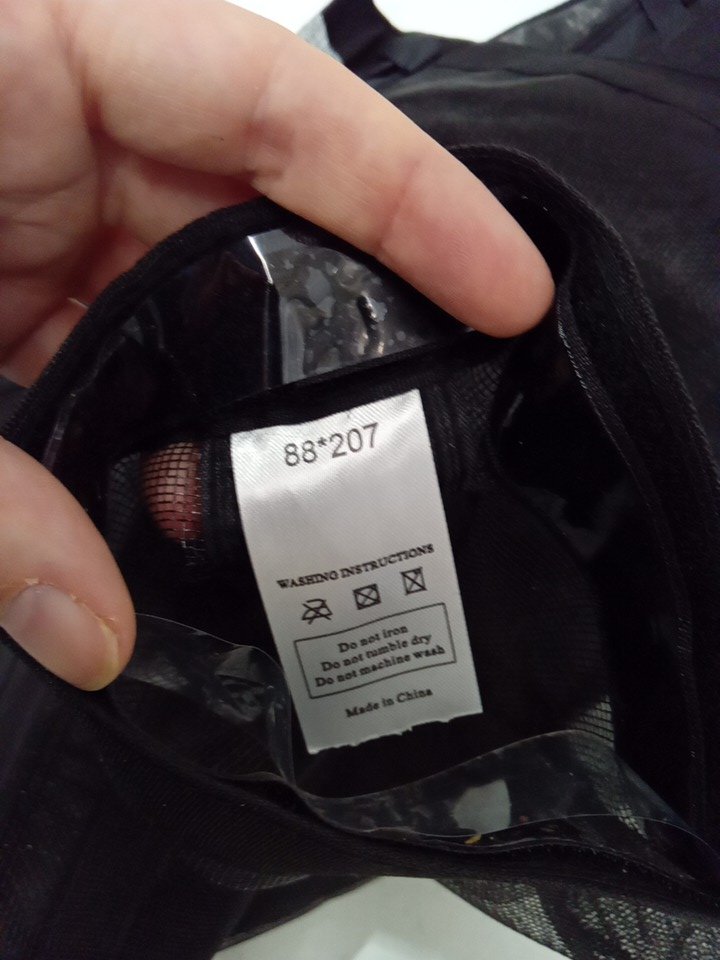 88*207
WASHING INSTRUCTIONS
Do not iron
Do not tumble dry
Do not machine wash
Made in China